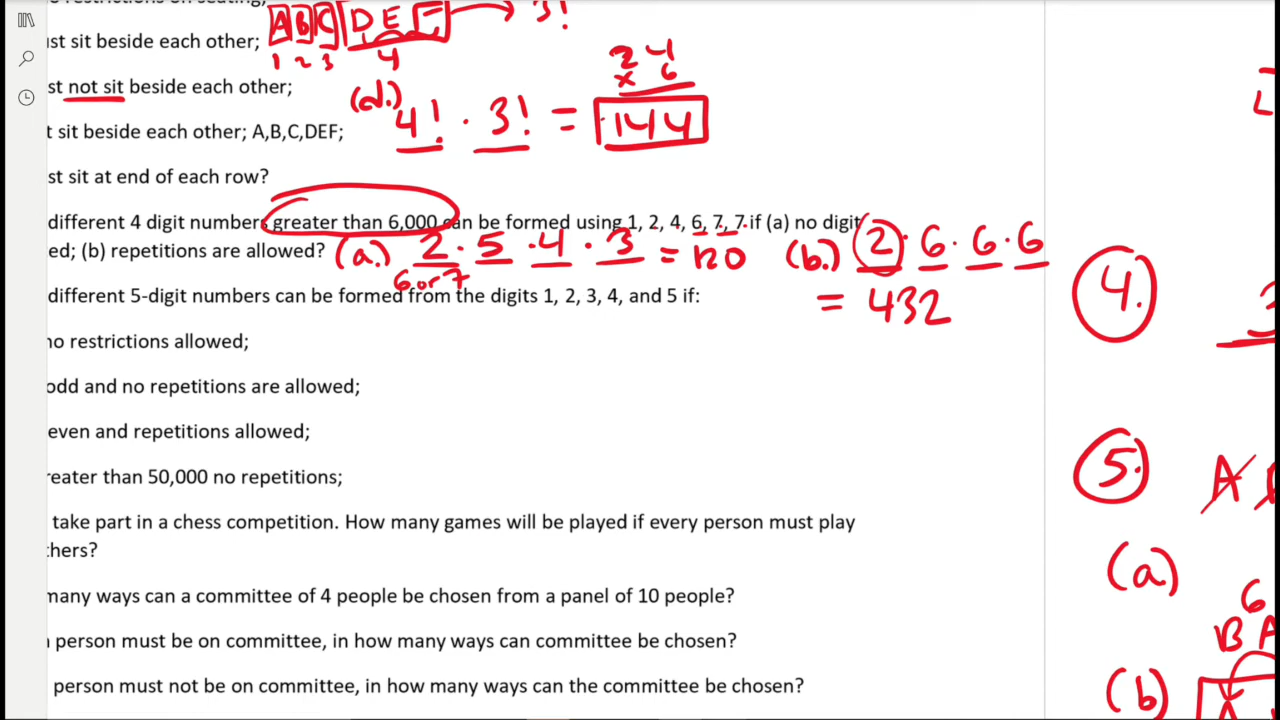 A B C D E F → 3!
st sit beside each other; 1 2 3 4
st not sit beside each other;
24
x 6
(d.) 4! · 3! = 144
t sit beside each other; A,B,C,DEF;
st sit at end of each row?
different 4 digit numbers greater than 6,000 can be formed using 1, 2, 4, 6, 7, 7.if (a) no digit
ed; (b) repetitions are allowed? (a.) 2 · 5 · 4 · 3 = 120 (b.) 2 · 6 · 6 · 6
6 or 7
= 432
different 5-digit numbers can be formed from the digits 1, 2, 3, 4, and 5 if:
4.
no restrictions allowed;
odd and no repetitions are allowed;
even and repetitions allowed;
5. A
reater than 50,000 no repetitions;
take part in a chess competition. How many games will be played if every person must play
thers?
(a)
many ways can a committee of 4 people be chosen from a panel of 10 people?
6
B A
person must be on committee, in how many ways can committee be chosen?
person must not be on committee, in how many ways can the committee be chosen?
(b)